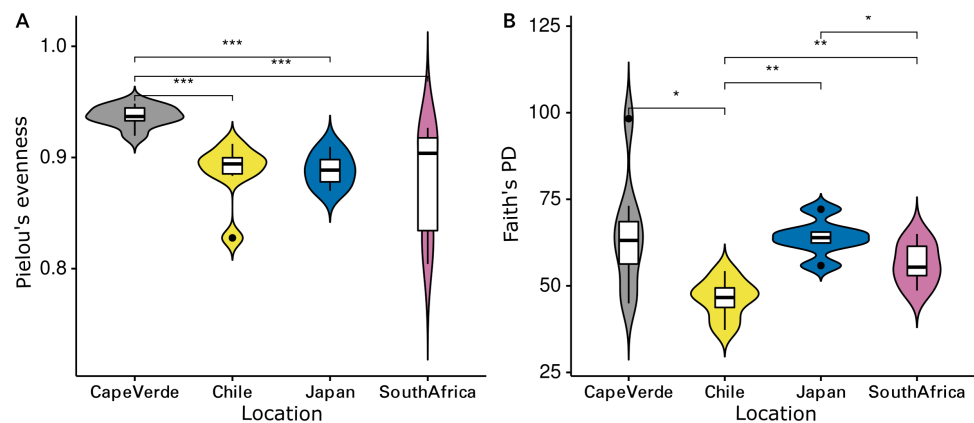 A
Pielou's evenness
1.0
0.9
0.8
***
***
***
CapeVerde Chile Japan SouthAfrica
Location
B
Faith's PD
125
100
75
50
25
*
**
**
*
CapeVerde Chile Japan SouthAfrica
Location